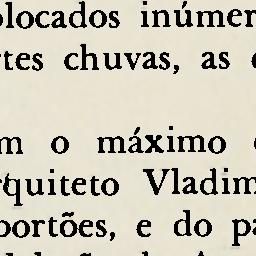 olocados inúmer
tes chuvas, as
m o máximo
rquiteto Vladim
portões, e do pa